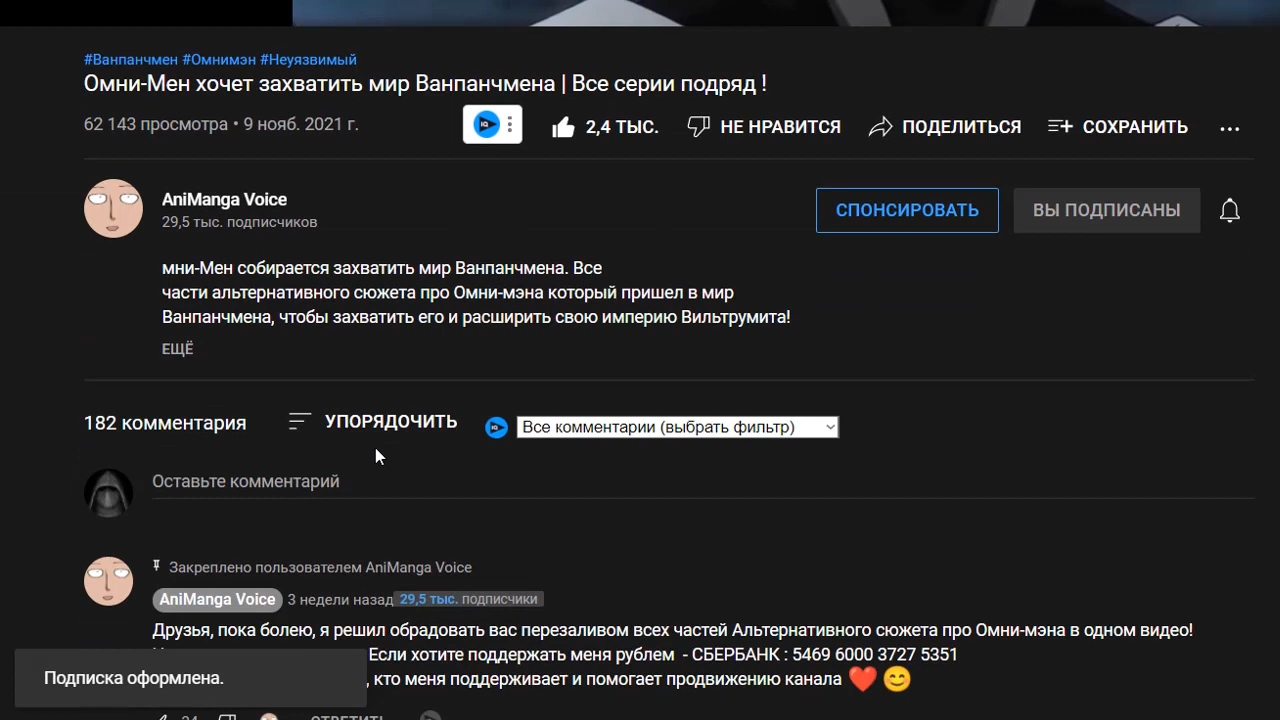 #Ванпанчмен #Омнимэн #Неуязвимый
Омни-Мен хочет захватить мир Ванпанчмена | Все серии подряд !
62 143 просмотра • 9 нояб. 2021 г.
IQ
2,4 ТЫС.
НЕ НРАВИТСЯ
ПОДЕЛИТЬСЯ
СОХРАНИТЬ
AniManga Voice
29,5 тыс. подписчиков
СПОНСИРОВАТЬ
ВЫ ПОДПИСАНЫ
мни-Мен собирается захватить мир Ванпанчмена. Все
части альтернативного сюжета про Омни-мэна который пришел в мир
Ванпанчмена, чтобы захватить его и расширить свою империю Вильтрумита!
ЕЩЁ
182 комментария
УПОРЯДОЧИТЬ
IQ
Все комментарии (выбрать фильтр)
Оставьте комментарий
Закреплено пользователем AniManga Voice
AniManga Voice 3 недели назад 29,5 тыс. подписчики
Друзья, пока болею, я решил обрадовать вас перезаливом всех частей Альтернативного сюжета про Омни-мэна в одном видео!
Если хотите поддержать меня рублем - СБЕРБАНК : 5469 6000 3727 5351
, кто меня поддерживает и помогает продвижению канала ❤️ 😊
Подписка оформлена.
ОТВЕТИТЬ